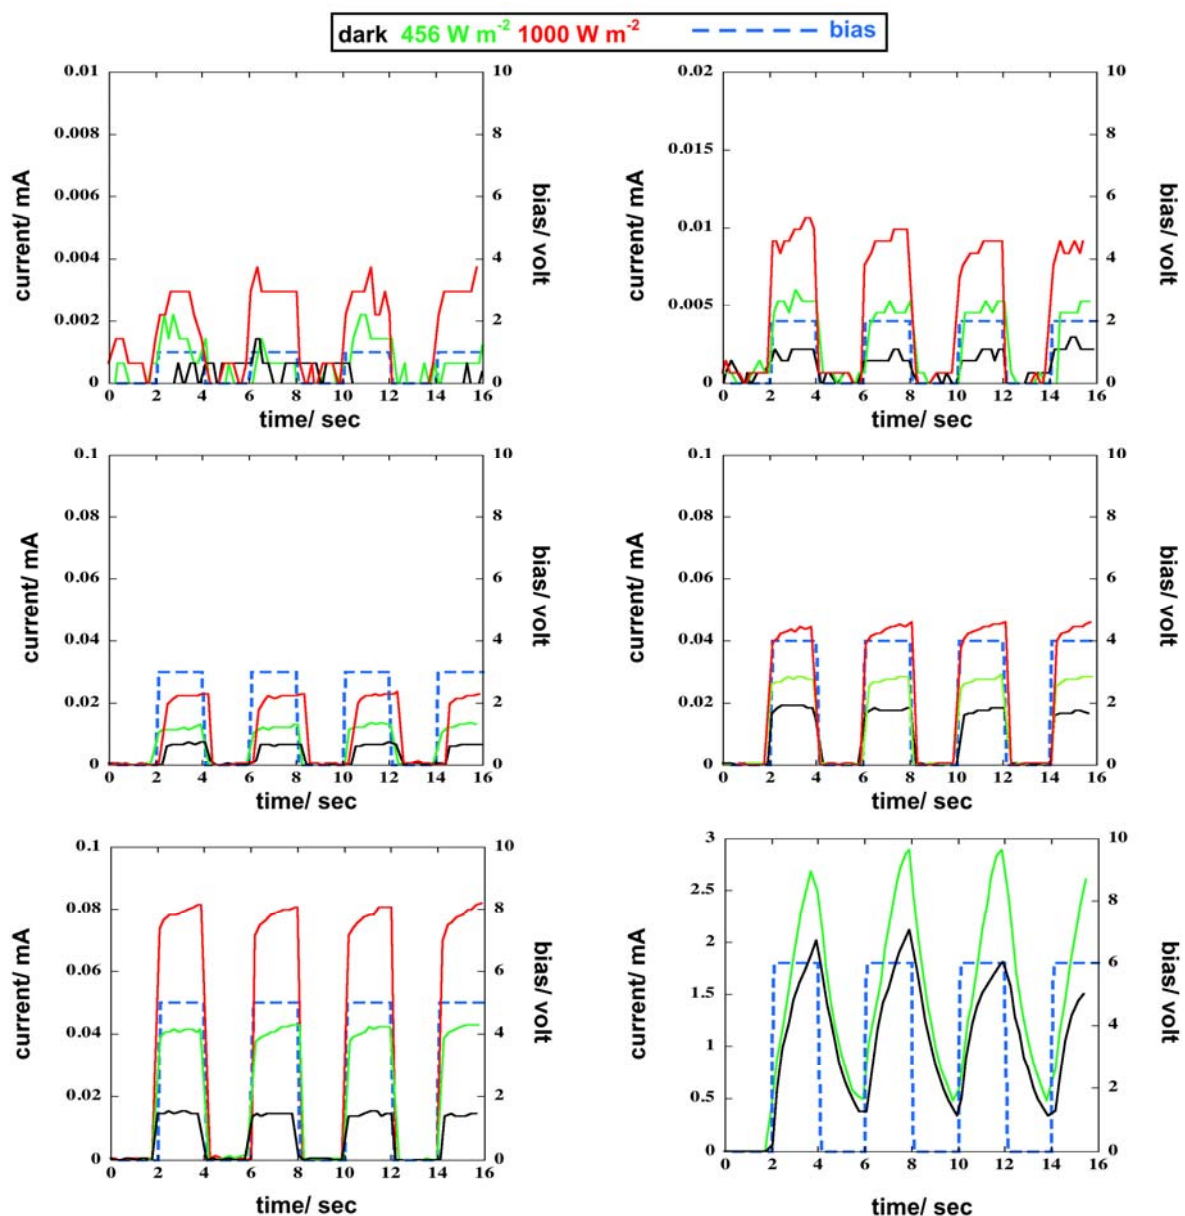 dark 456 W m-2 1000 W m-2 bias
0.01 10
0.008 8
0.006 6
0.004 4
0.002 2
0 0
0 2 4 6 8 10 12 14 16
current/ mA
bias/ volt
time/ sec
0.02 10
8
0.015
6
0.01
4
0.005
2
0 0
0 2 4 6 8 10 12 14 16
current/ mA
bias/ volt
time/ sec
0.1 10
0.08 8
0.06 6
0.04 4
0.02 2
0 0
0 2 4 6 8 10 12 14 16
current/ mA
bias/ volt
time/ sec
0.1 10
0.08 8
0.06 6
0.04 4
0.02 2
0 0
0 2 4 6 8 10 12 14 16
current/ mA
bias/ volt
time/ sec
0.1 10
0.08 8
0.06 6
0.04 4
0.02 2
0 0
0 2 4 6 8 10 12 14 16
current/ mA
bias/ volt
time/ sec
3 10
2.5
8
2
6
1.5
4
1
2
0.5
0 0
0 2 4 6 8 10 12 14 16
current/ mA
bias/ volt
time/ sec